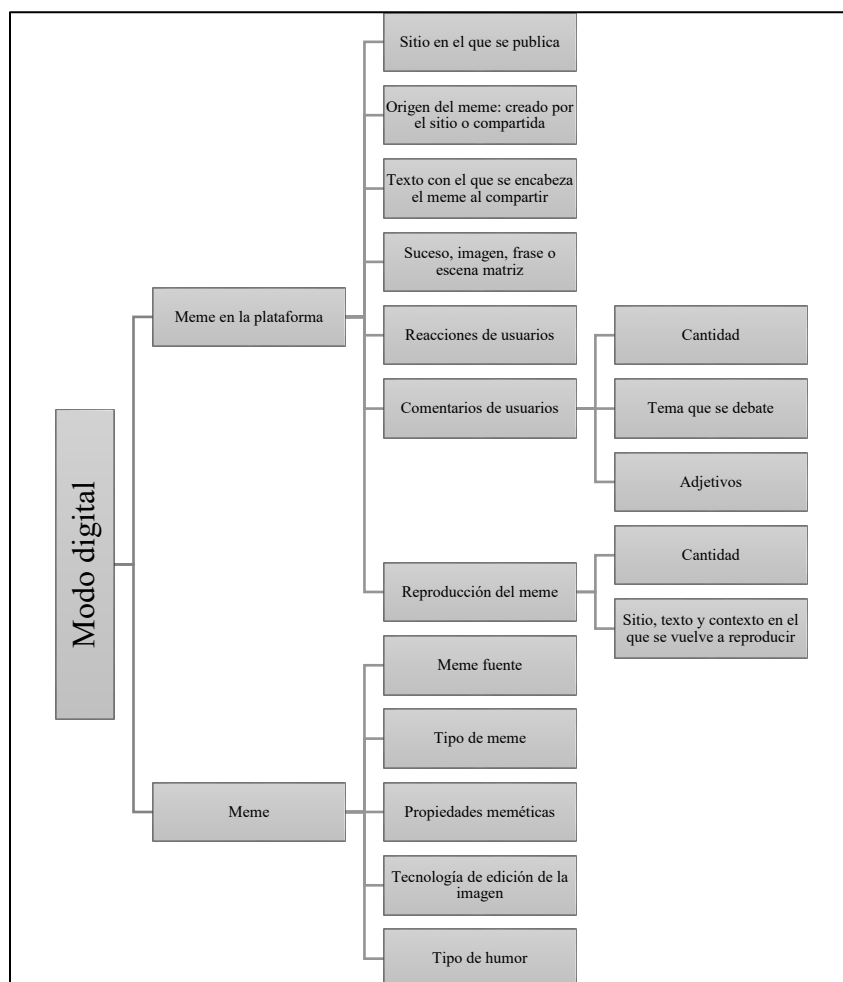 Sitio en el que se publica
Origen del meme: creado por
el sitio o compartida
Texto con el que se encabeza
el meme al compartir
Suceso, imagen, frase o
escena matriz
Meme en la plataforma
Reacciones de usuarios
Cantidad
Comentarios de usuarios
Tema que se debate
Adjetivos
Modo digital
Reproducción del meme
Cantidad
Sitio, texto y contexto en el
que se vuelve a reproducir
Meme fuente
Tipo de meme
Meme
Propiedades meméticas
Tecnología de edición de la
imagen
Tipo de humor